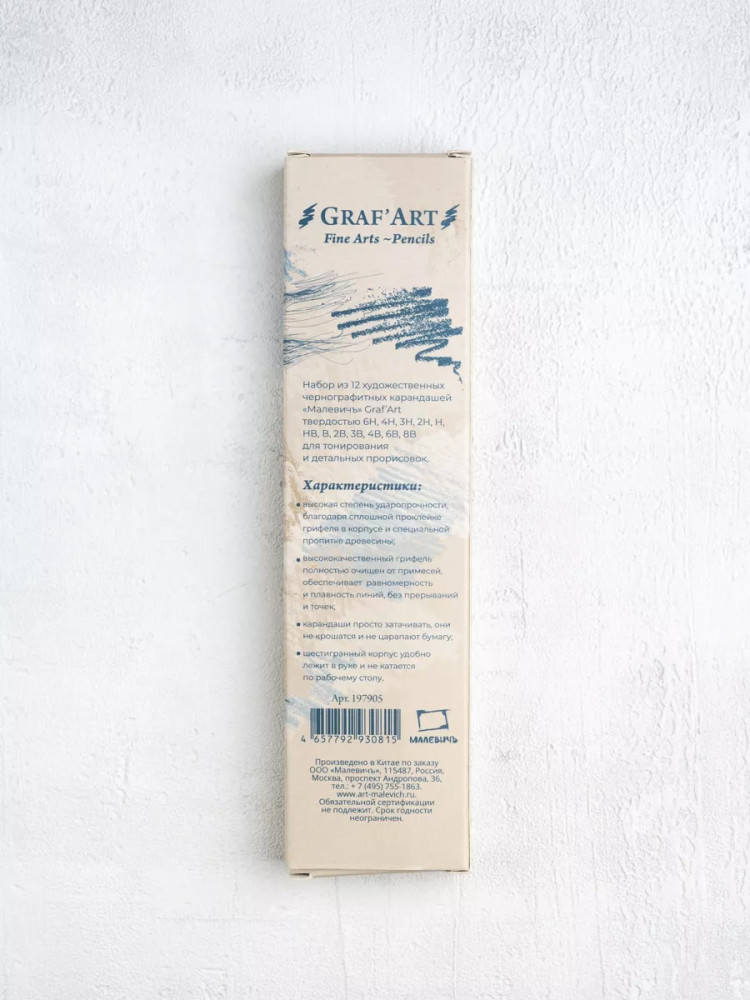 GRAF'ART
Fine Arts ~Pencils
Набор из 12 художественных
чернографитных карандашей
«Малевичъ» Graf'Art
твердостью 6H, 4H, 3H, 2H, H,
HB, B, 2B, 3B, 4B, 6B, 8B
для тонирования
и детальных прорисовок.
Характеристики:
• высокая степень ударопрочности,
благодаря сплошной проклейке
грифеля в корпусе и специальной
пропитке древесины;
• высококачественный грифель
полностью очищен от примесей,
обеспечивает равномерность
и плавность линий, без прерываний
и точек;
• карандаши просто затачивать, они
не крошатся и не царапают бумагу;
• шестигранный корпус удобно
лежит в руке и не катается
по рабочему столу.
Арт. 197905
4 657792 930815
МАЛЕВИЧЪ
Произведено в Китае по заказу
ООО «Малевичъ», 115487, Россия,
Москва, проспект Андропова, 36,
тел.: + 7 (495) 755-1863.
www.art-malevich.ru.
Обязательной сертификации
не подлежит. Срок годности
неограничен.